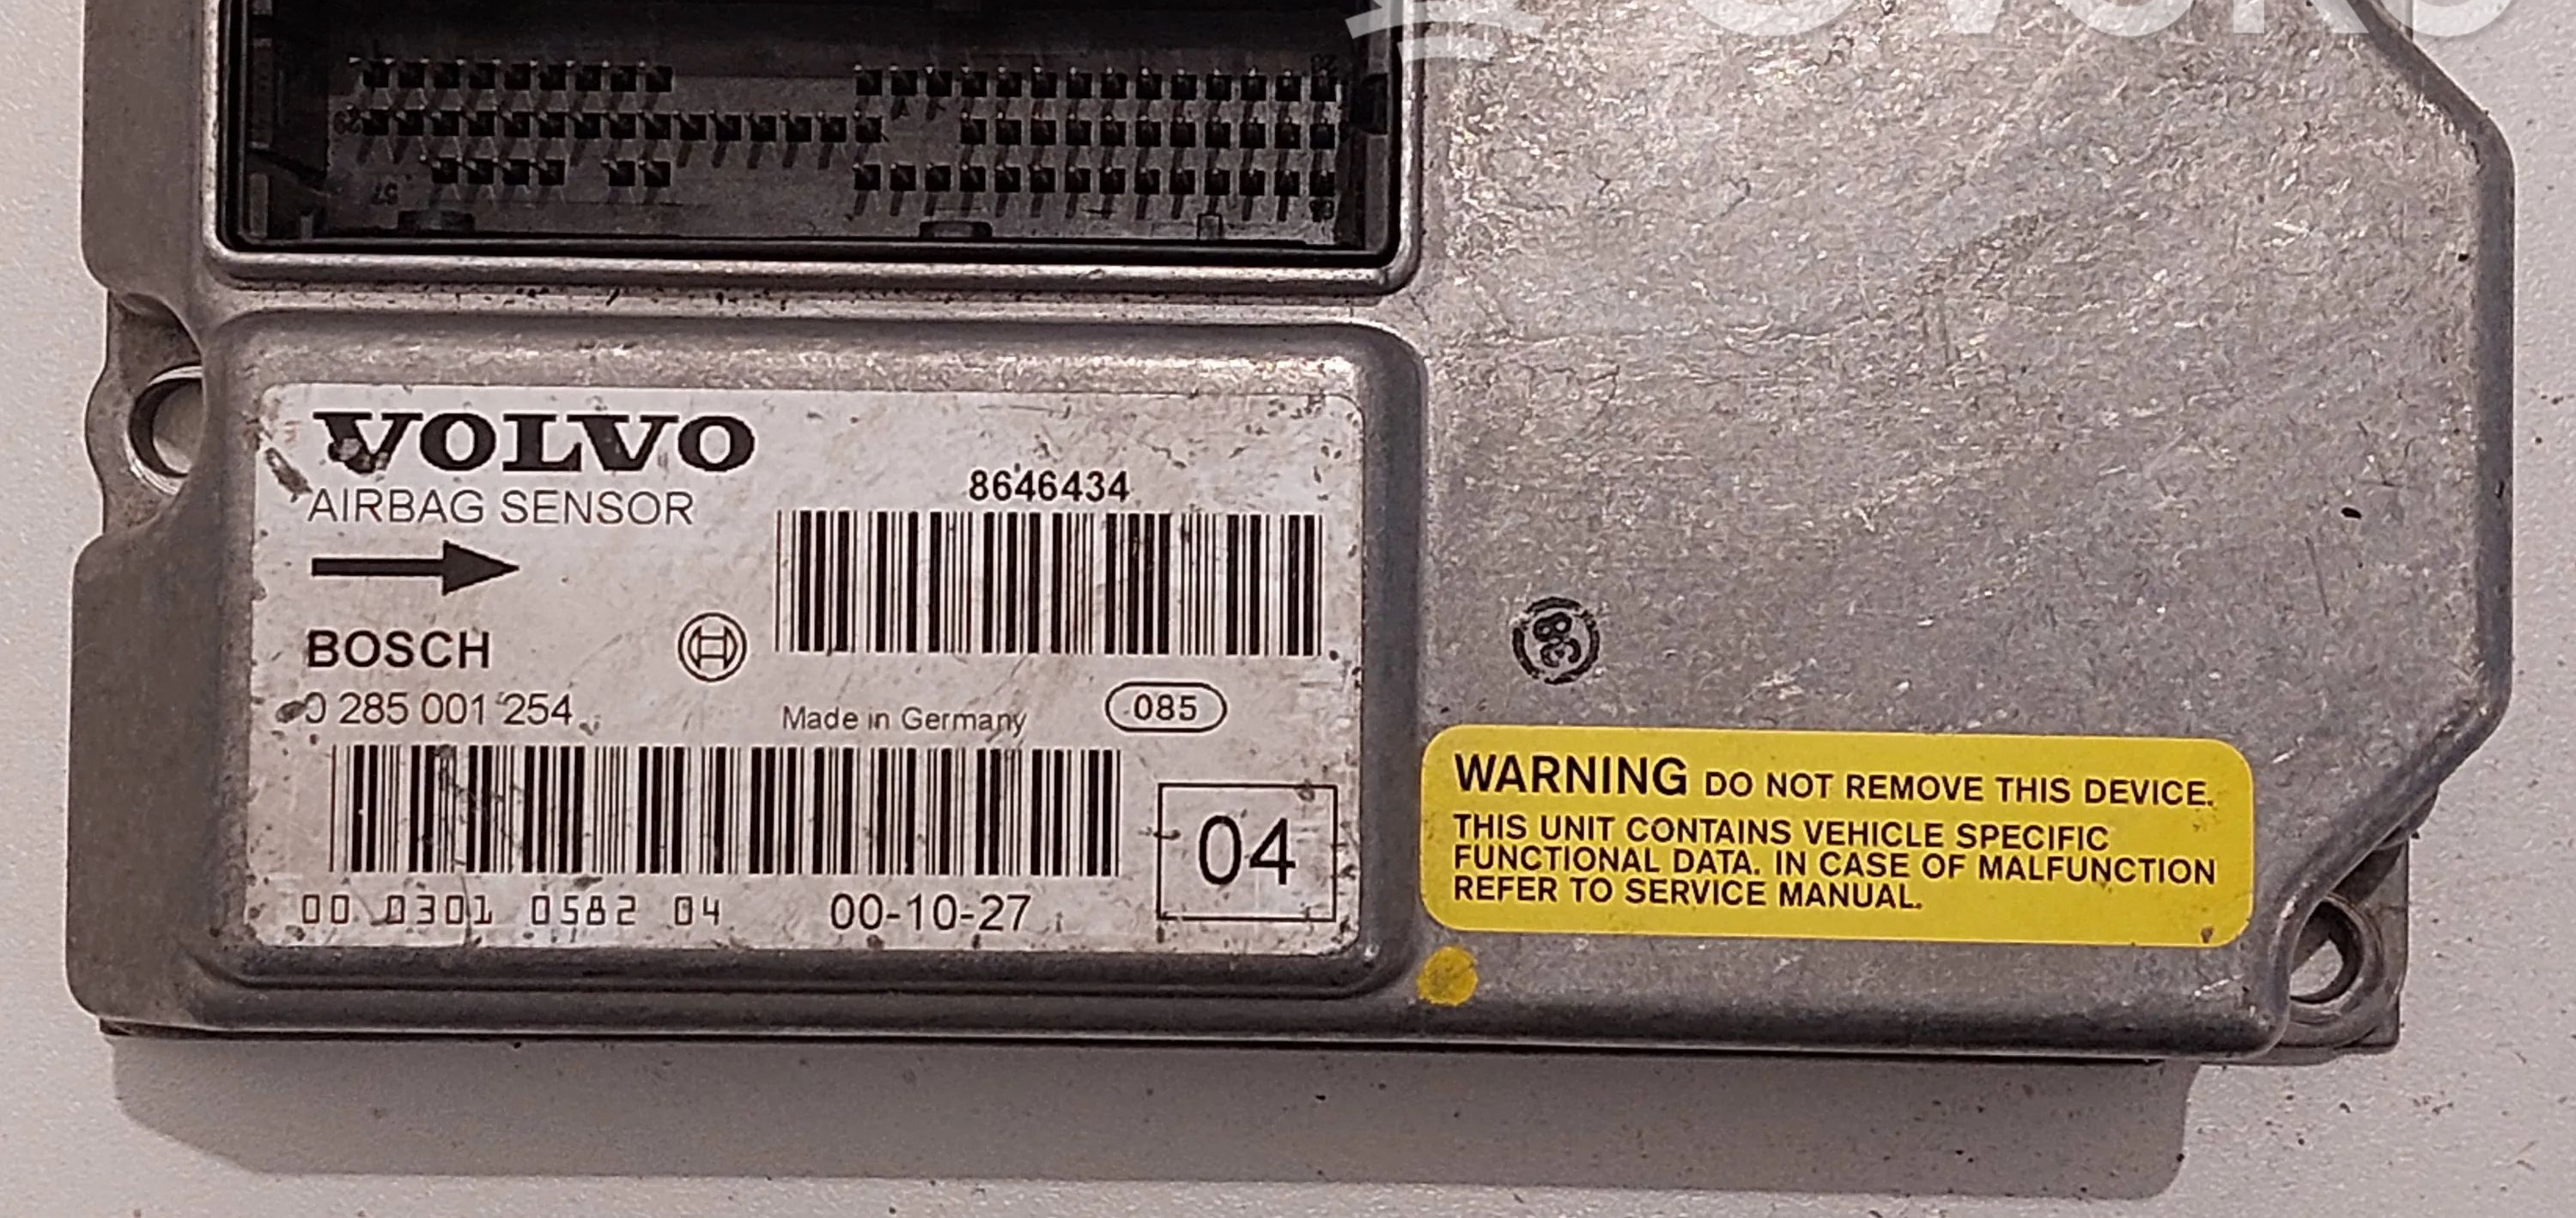 VOLVO
AIRBAG SENSOR
8646434
BOSCH
0 285 001 254
Made in Germany
085
04
00 0301 0582 04
00-10-27
WARNING DO NOT REMOVE THIS DEVICE.
THIS UNIT CONTAINS VEHICLE SPECIFIC
FUNCTIONAL DATA. IN CASE OF MALFUNCTION
REFER TO SERVICE MANUAL.
29
57